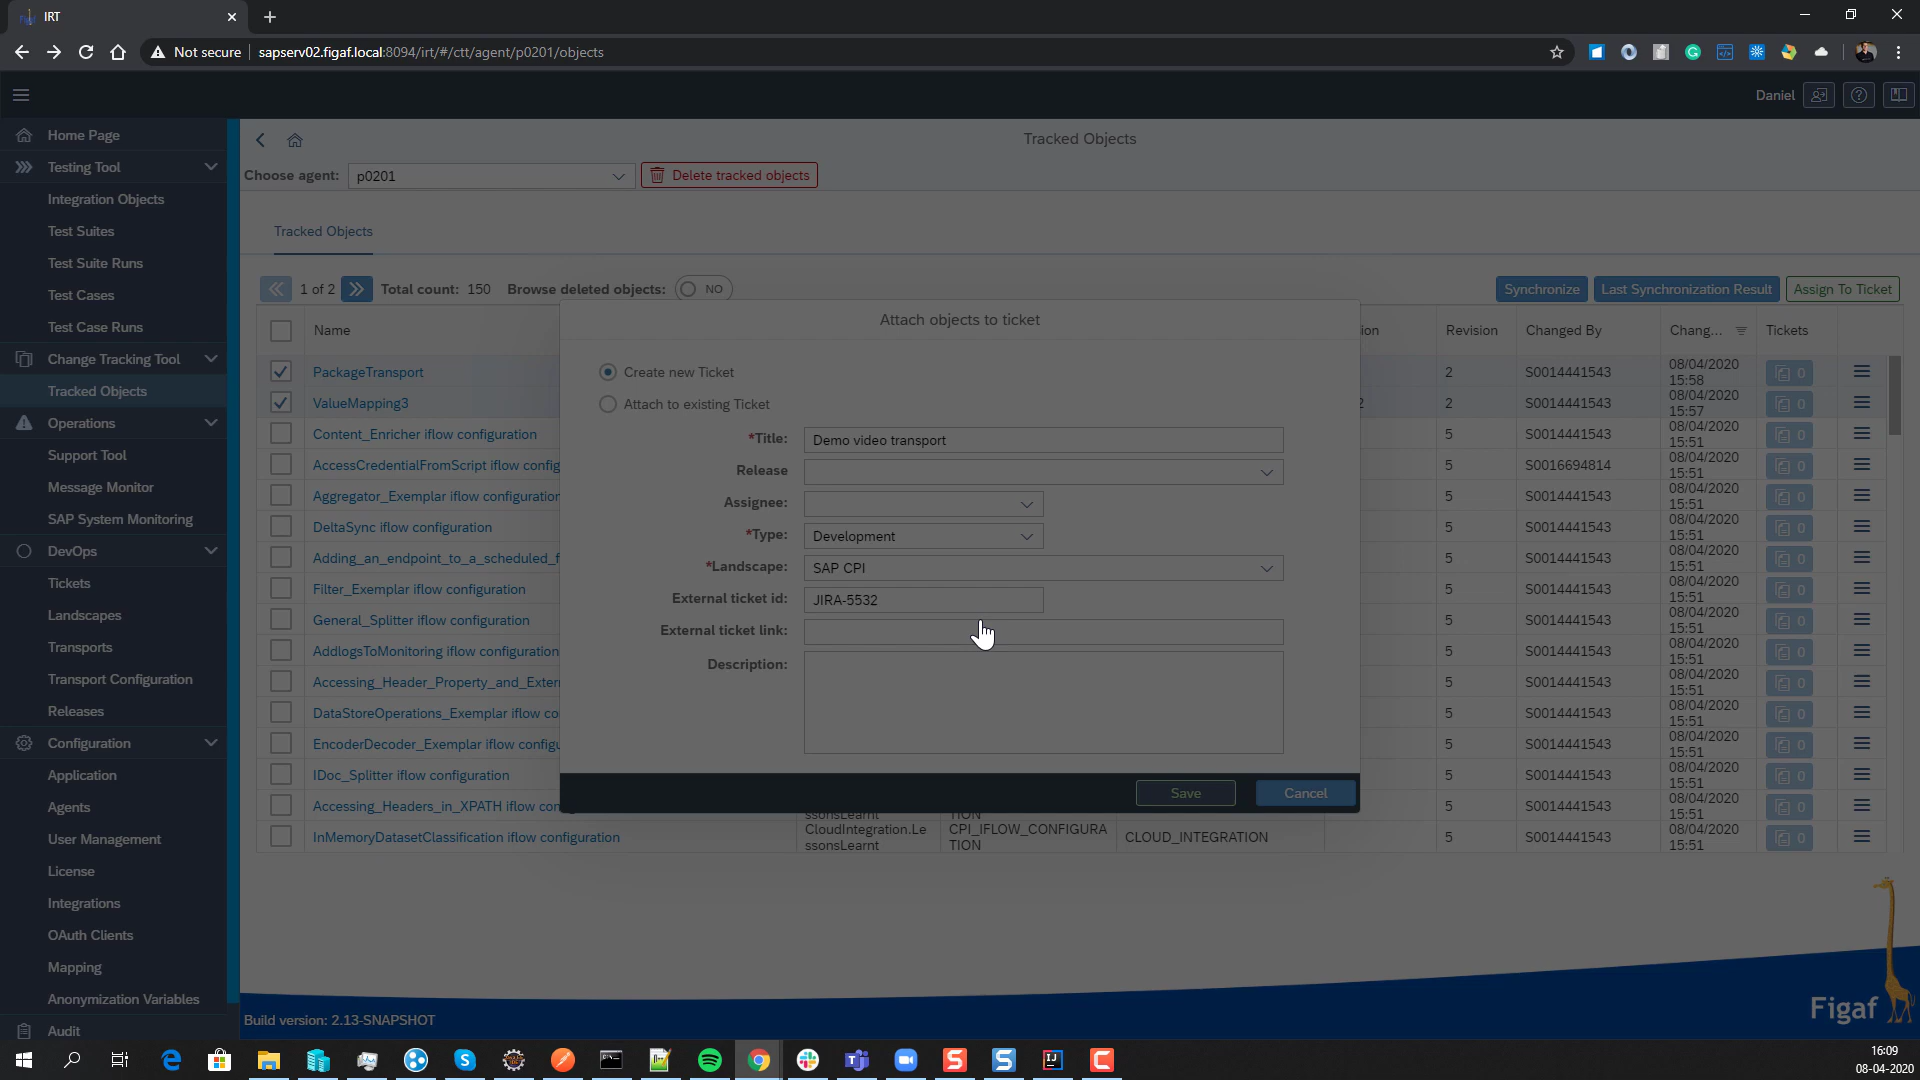 IRT
Not secure
sapserv02.figaf.local:8094/irt/#/ctt/agent/p0201/objects
Daniel
Home Page
Testing Tool
Integration Objects
Test Suites
Test Suite Runs
Test Cases
Test Case Runs
Change Tracking Tool
Tracked Objects
Operations
Support Tool
Message Monitor
SAP System Monitoring
DevOps
Tickets
Landscapes
Transports
Transport Configuration
Releases
Configuration
Application
Agents
User Management
License
Integrations
OAuth Clients
Mapping
Anonymization Variables
Audit
Tracked Objects
Choose agent: p0201 Delete tracked objects
Tracked Objects
1 of 2 Total count: 150 Browse deleted objects: NO
Synchronize Last Synchronization Result Assign To Ticket
Name ion Revision Changed By Chang... Tickets
PackageTransport 2 S0014441543 08/04/2020 15:58 0
ValueMapping3 2 2 S0014441543 08/04/2020 15:57 0
Content_Enricher iflow configuration 5 S0014441543 08/04/2020 15:51 0
AccessCredentialFromScript iflow config 5 S0016694814 08/04/2020 15:51 0
Aggregator_Exemplar iflow configuration 5 S0014441543 08/04/2020 15:51 0
DeltaSync iflow configuration 5 S0014441543 08/04/2020 15:51 0
Adding_an_endpoint_to_a_scheduled_f 5 S0014441543 08/04/2020 15:51 0
Filter_Exemplar iflow configuration 5 S0014441543 08/04/2020 15:51 0
General_Splitter iflow configuration 5 S0014441543 08/04/2020 15:51 0
AddlogsToMonitoring iflow configuration 5 S0014441543 08/04/2020 15:51 0
Accessing_Header_Property_and_Exter 5 S0014441543 08/04/2020 15:51 0
DataStoreOperations_Exemplar iflow co 5 S0014441543 08/04/2020 15:51 0
EncoderDecoder_Exemplar iflow configu 5 S0014441543 08/04/2020 15:51 0
IDoc_Splitter iflow configuration 5 S0014441543 08/04/2020 15:51 0
Accessing_Headers_in_XPATH iflow con ssonsLearnt TION 5 S0014441543 08/04/2020 15:51 0
InMemoryDatasetClassification iflow configuration CloudIntegration.LessonsLearnt CPI_IFLOW_CONFIGURATION CLOUD_INTEGRATION 5 S0014441543 08/04/2020 15:51 0
Attach objects to ticket
Create new Ticket
Attach to existing Ticket
*Title: Demo video transport
Release
Assignee:
*Type: Development
*Landscape: SAP CPI
External ticket id: JIRA-5532
External ticket link:
Description:
Save Cancel
Build version: 2.13-SNAPSHOT
Figaf
16:09
08-04-2020